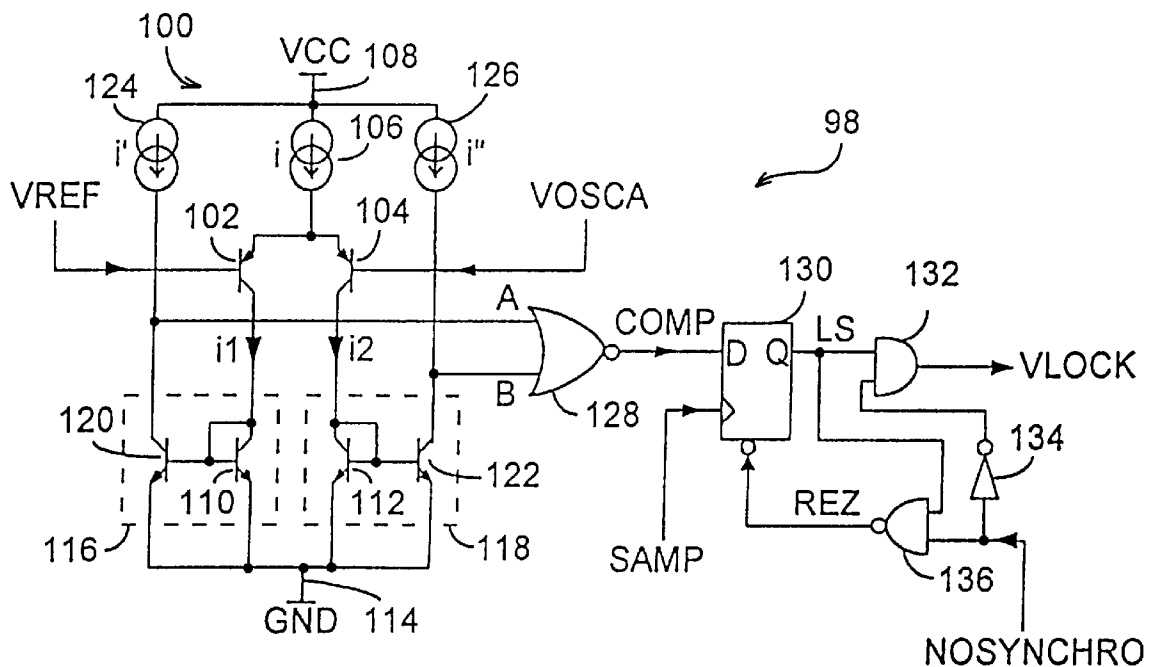 100
VCC
108
124
126
i'
i
106
i"
98
VREF
102
104
VOSCA
130
132
A
COMP
LS
i1
i2
D
Q
VLOCK
B
128
120
134
110
112
122
REZ
116
118
SAMP
136
GND
114
NOSYNCHRO